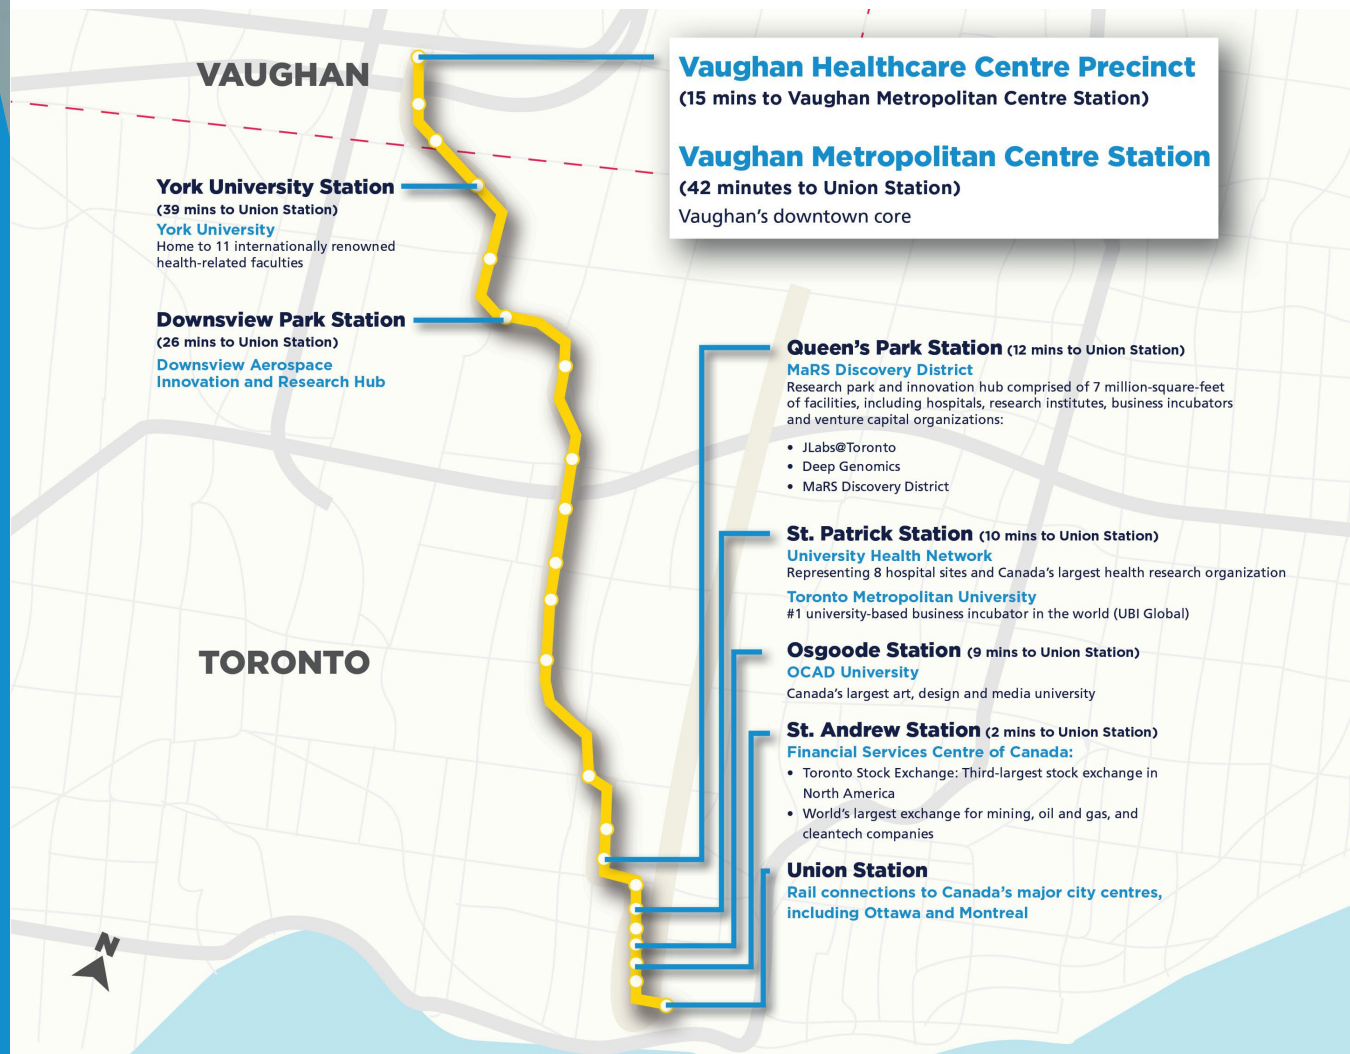 VAUGHAN
Vaughan Healthcare Centre Precinct
(15 mins to Vaughan Metropolitan Centre Station)
Vaughan Metropolitan Centre Station
(42 minutes to Union Station)
Vaughan's downtown core
York University Station
(39 mins to Union Station)
York University
Home to 11 internationally renowned
health-related faculties
Downsview Park Station
(26 mins to Union Station)
Downsview Aerospace
Innovation and Research Hub
Queen's Park Station (12 mins to Union Station)
MaRS Discovery District
Research park and innovation hub comprised of 7 million-square-feet
of facilities, including hospitals, research institutes, business incubators
and venture capital organizations:
• JLabs@Toronto
• Deep Genomics
• MaRS Discovery District
St. Patrick Station (10 mins to Union Station)
University Health Network
Representing 8 hospital sites and Canada's largest health research organization
Toronto Metropolitan University
#1 university-based business incubator in the world (UBI Global)
TORONTO
Osgoode Station (9 mins to Union Station)
OCAD University
Canada's largest art, design and media university
St. Andrew Station (2 mins to Union Station)
Financial Services Centre of Canada:
• Toronto Stock Exchange: Third-largest stock exchange in
North America
• World's largest exchange for mining, oil and gas, and
cleantech companies
Union Station
Rail connections to Canada's major city centres,
including Ottawa and Montreal
N